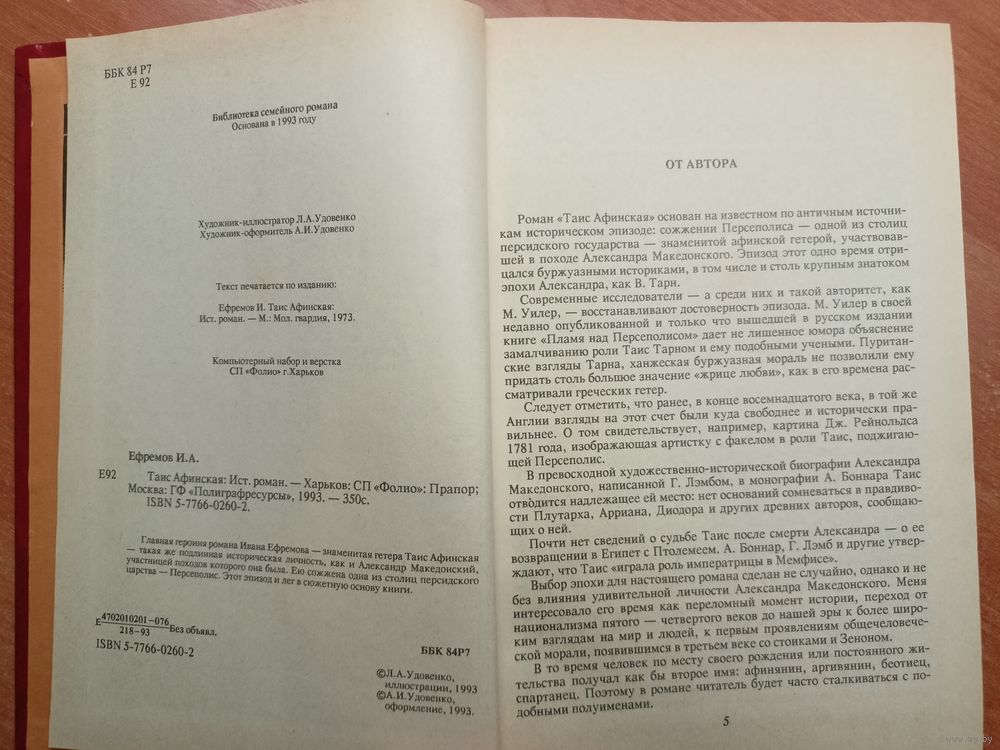 ББК 84 Р7
Е 92
Библиотека семейного романа
Основана в 1993 году
Художник-иллюстратор Л.А.Удовенко
Художник-оформитель А.И.Удовенко
Текст печатается по изданию:
Ефремов И. Таис Афинская:
Ист. роман. — М.: Мол. гвардия, 1973.
Компьютерный набор и верстка
СП «Фолио» г.Харьков
Ефремов И.А.
Е92 Таис Афинская: Ист. роман. — Харьков: СП «Фолио»: Прапор;
Москва: ГФ «Полиграфресурсы», 1993. — 350с.
ISBN 5-7766-0260-2.
Главная героиня романа Ивана Ефремова — знаменитая гетера Таис Афинская
— такая же подлинная историческая личность, как и Александр Македонский,
участницей походов которого она была. Ею сожжена одна из столиц персидского
царства — Персеполис. Этот эпизод и лег в сюжетную основу книги.
Е 4702010201–076
218–93 Без объявл.
ISBN 5-7766-0260-2
ББК 84Р7
©Л.А.Удовенко,
иллюстрации, 1993
©А.И.Удовенко,
оформление, 1993.
ОТ АВТОРА
Роман «Таис Афинская» основан на известном по античным источни-
кам историческом эпизоде: сожжении Персеполиса — одной из столиц
персидского государства — знаменитой афинской гетерой, участвовав-
шей в походе Александра Македонского. Эпизод этот одно время отри-
цался буржуазными историками, в том числе и столь крупным знатоком
эпохи Александра, как В. Тарн.
Современные исследователи — а среди них и такой авторитет, как
М. Уилер, — восстанавливают достоверность эпизода. М. Уилер в своей
недавно опубликованной и только что вышедшей в русском издании
книге «Пламя над Персеполисом» дает не лишенное юмора объяснение
замалчиванию роли Таис Тарном и ему подобными учеными. Пуритан-
ские взгляды Тарна, ханжеская буржуазная мораль не позволили ему
придать столь большое значение «жрице любви», как в его времена рас-
сматривали греческих гетер.
Следует отметить, что ранее, в конце восемнадцатого века, в той же
Англии взгляды на этот счет были куда свободнее и исторически пра-
вильнее. О том свидетельствует, например, картина Дж. Рейнольдса
1781 года, изображающая артистку с факелом в роли Таис, поджигаю-
щей Персеполис.
В превосходной художественно-исторической биографии Александра
Македонского, написанной Г. Лэмбом, в монографии А. Боннара Таис
отводится надлежащее ей место: нет оснований сомневаться в правдиво-
сти Плутарха, Арриана, Диодора и других древних авторов, сообщаю-
щих о ней.
Почти нет сведений о судьбе Таис после смерти Александра — о ее
возвращении в Египет с Птолемеем. А. Боннар, Г. Лэмб и другие утвер-
ждают, что Таис «играла роль императрицы в Мемфисе».
Выбор эпохи для настоящего романа сделан не случайно, однако и не
без влияния удивительной личности Александра Македонского. Меня
интересовало его время как переломный момент истории, переход от
национализма пятого — четвертого веков до нашей эры к более широ-
ким взглядам на мир и людей, к первым проявлениям общечеловече-
ской морали, появившимся в третьем веке со стоиками и Зеноном.
В то время человек по месту своего рождения или постоянного жи-
тельства получал как бы второе имя: афинянин, аргивянин, беотиец,
спартанец. Поэтому в романе читатель будет часто сталкиваться с по-
добными полуименами.
5